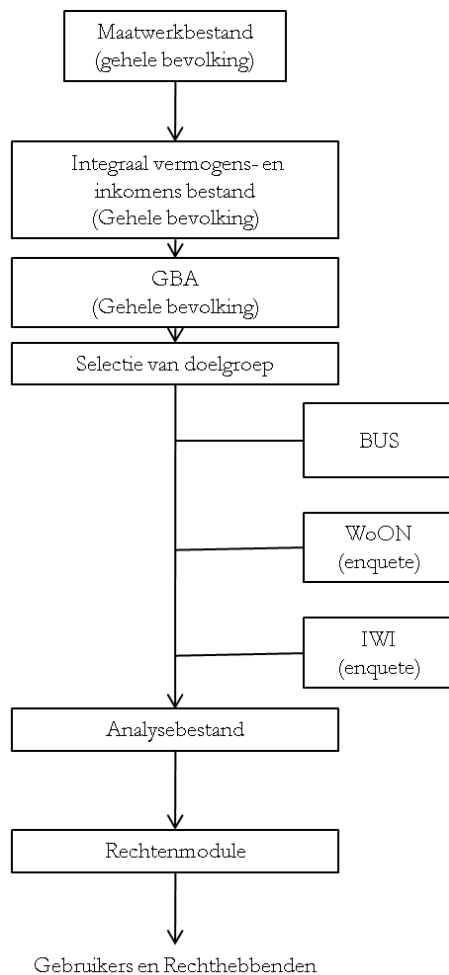 Maatwerkbestand
(gehele bevolking)
Integraal vermogens- en
inkomens bestand
(Gehele bevolking)
GBA
(Gehele bevolking)
Selectie van doelgroep
BUS
WoON
(enquete)
IWI
(enquete)
Analysebestand
Rechtenmodule
Gebruikers en Rechthebbenden